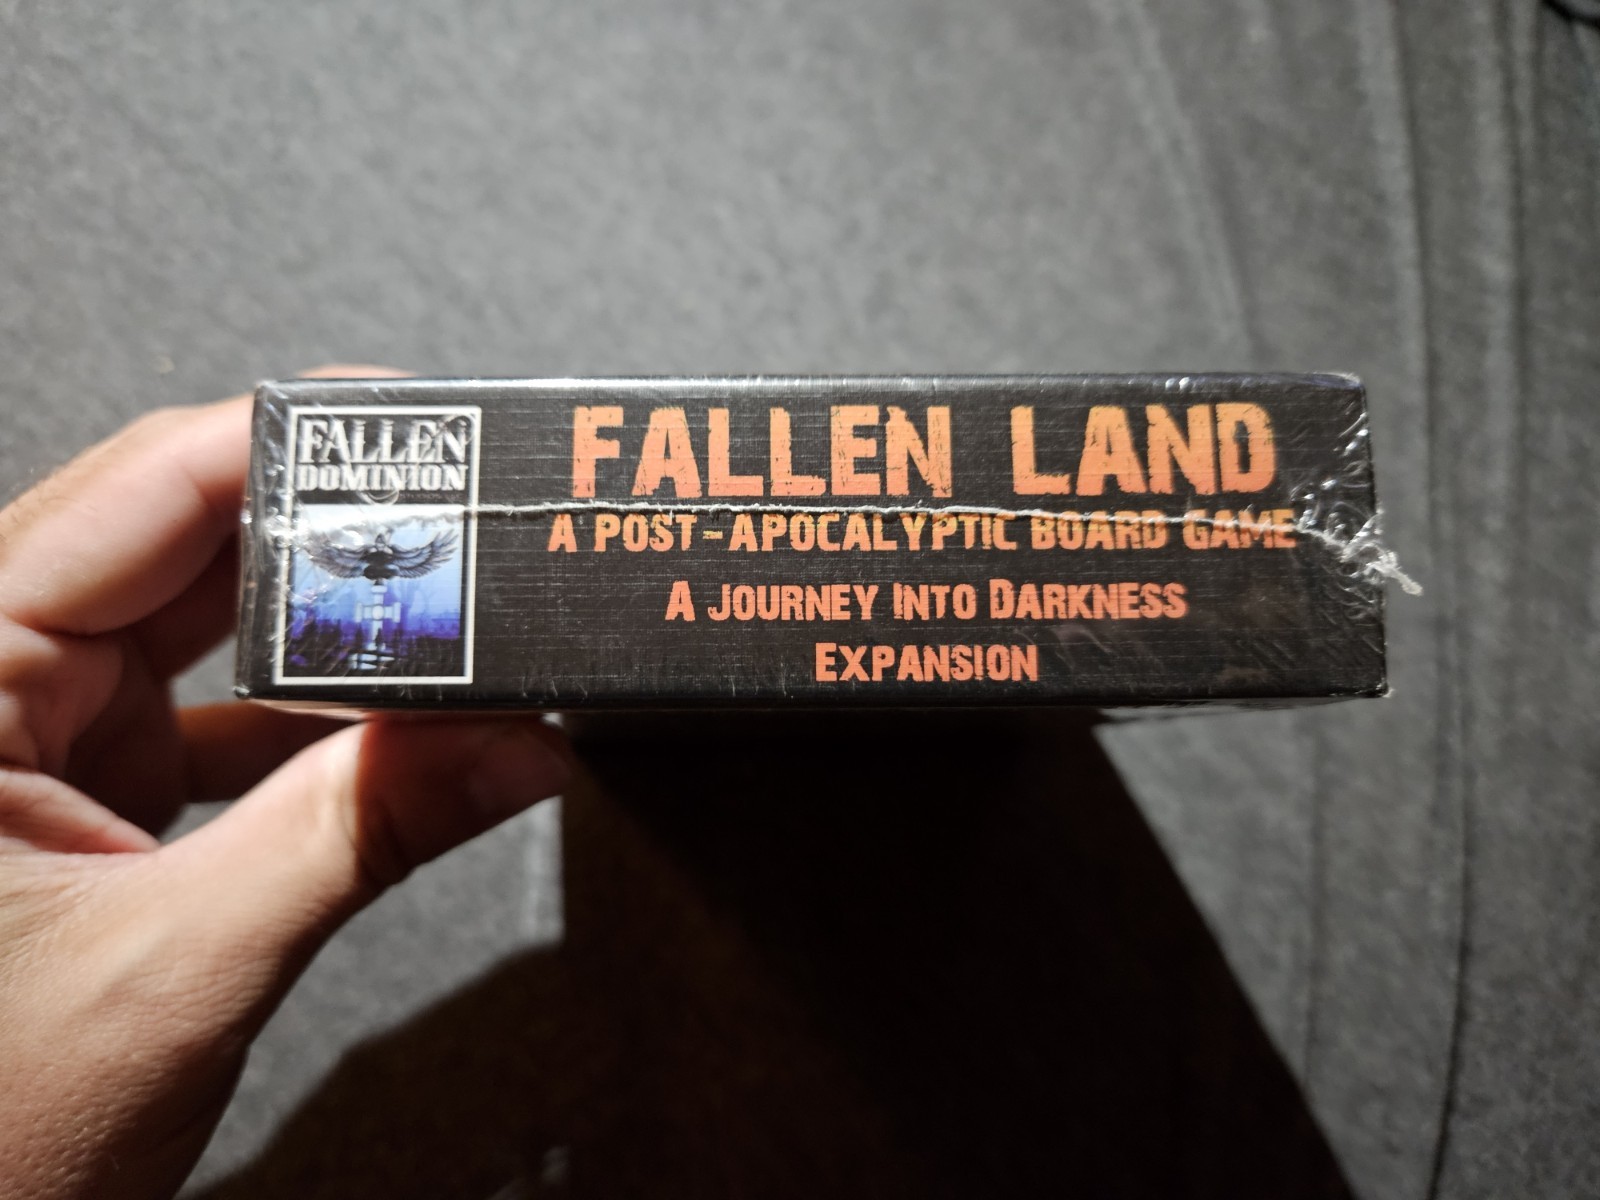 FALLEN
DOMINION
FALLEN LAND
A POST-APOCALYPTIC BOARD GAME
A JOURNEY INTO DARKNESS
EXPANSION